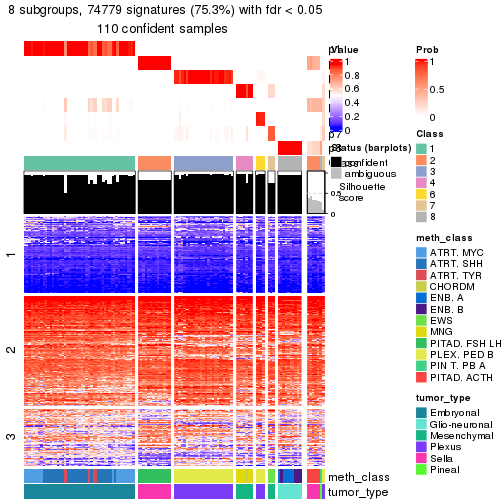 8 subgroups, 74779 signatures (75.3%) with fdr < 0.05
110 confident samples
Value
1
0.8
0.6
0.4
0.2
0
Prob
1
0.5
0
p7
Status (barplots)
confident
ambiguous
Silhouette
score
0.5
0
Class
1
2
3
4
5
6
7
8
1
2
3
meth_class
ATRT. MYC
ATRT. SHH
ATRT. TYR
CHORDM
ENB. A
ENB. B
EWS
MNG
PITAD. FSH LH
PLEX. PED B
PIN T. PB A
PITAD. ACTH
tumor_type
Embryonal
Glio-neuronal
Mesenchymal
Plexus
Sella
Pineal
meth_class
tumor_type